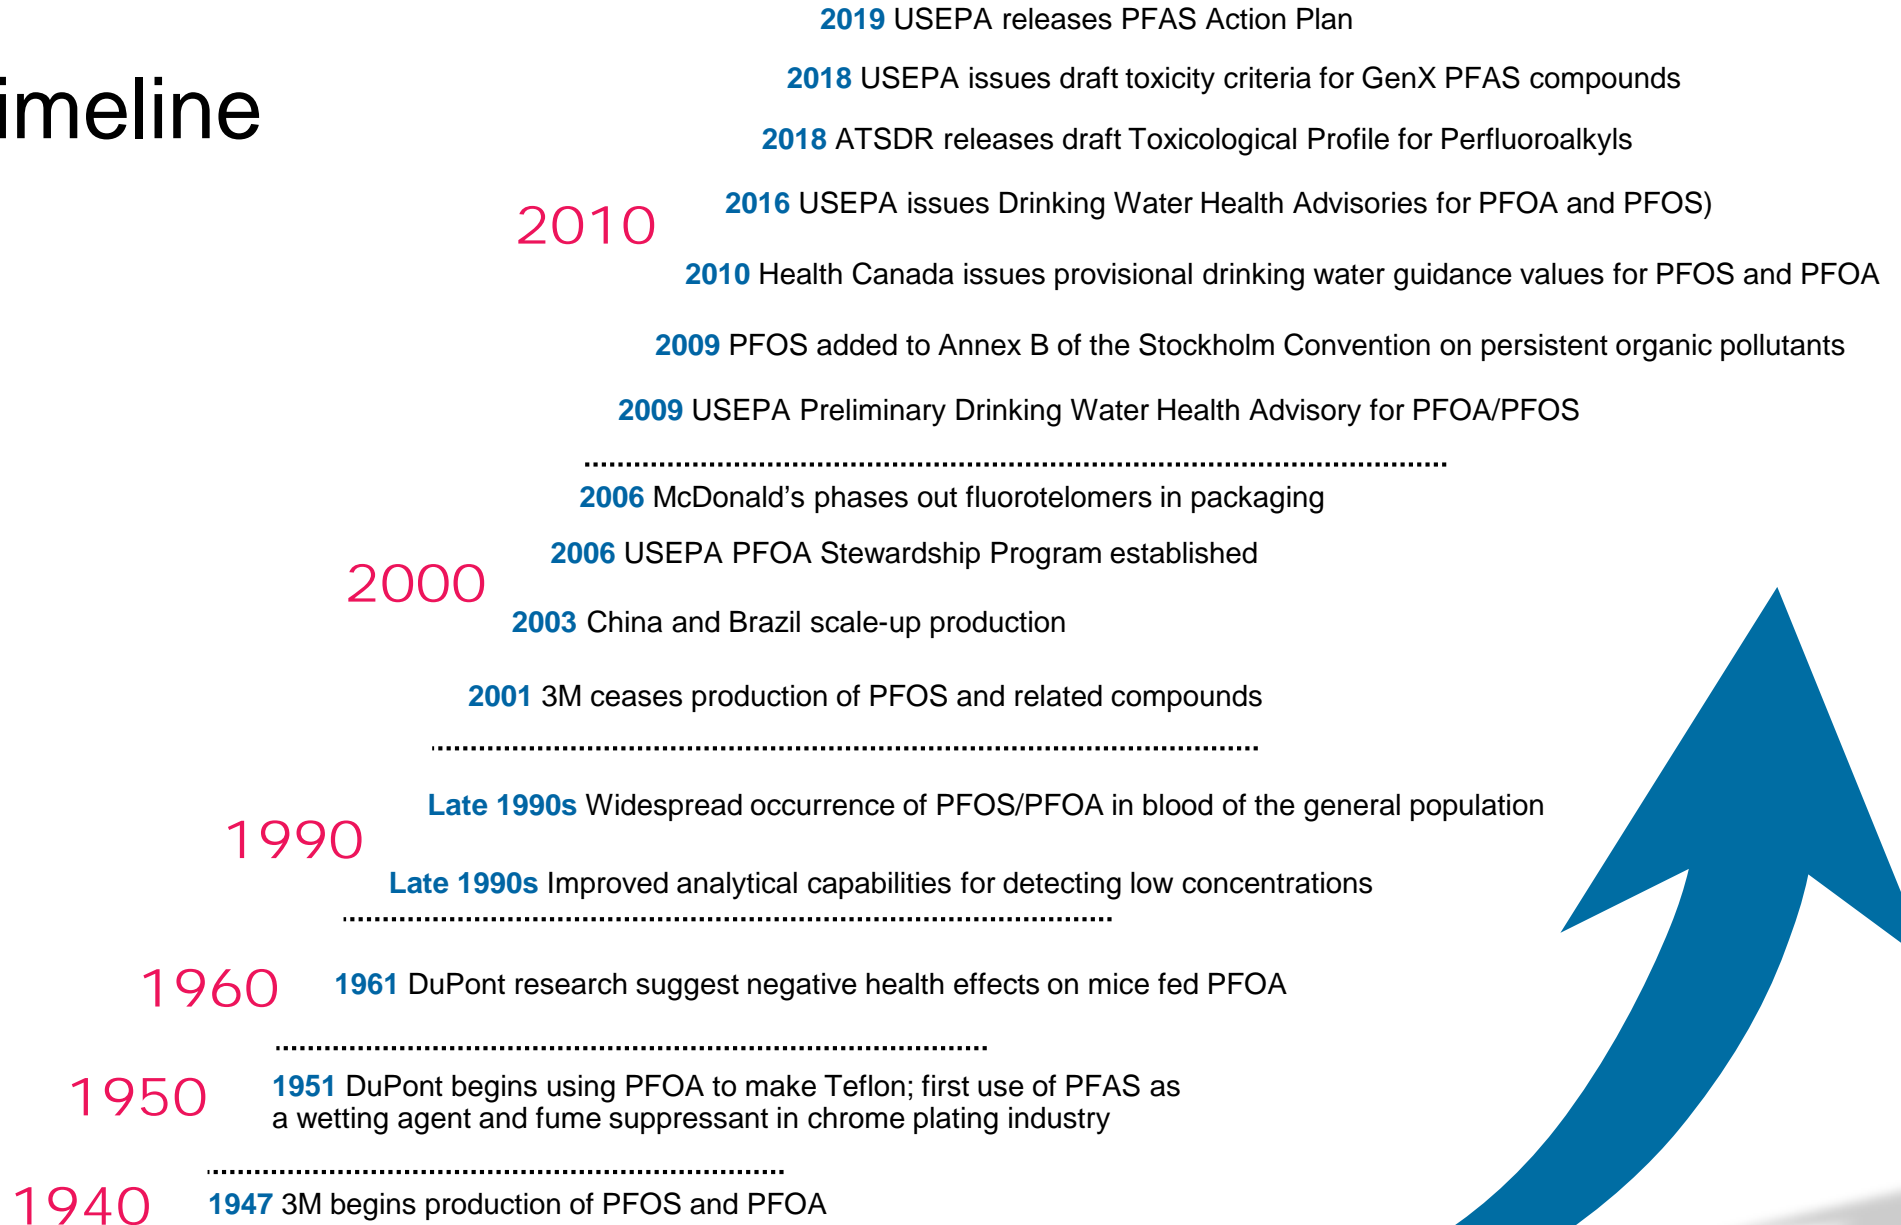 imeline
2019 USEPA releases PFAS Action Plan
2018 USEPA issues draft toxicity criteria for GenX PFAS compounds
2018 ATSDR releases draft Toxicological Profile for Perfluoroalkyls
2010
2016 USEPA issues Drinking Water Health Advisories for PFOA and PFOS)
2010 Health Canada issues provisional drinking water guidance values for PFOS and PFOA
2009 PFOS added to Annex B of the Stockholm Convention on persistent organic pollutants
2009 USEPA Preliminary Drinking Water Health Advisory for PFOA/PFOS
2006 McDonald’s phases out fluorotelomers in packaging
2006 USEPA PFOA Stewardship Program established
2000
2003 China and Brazil scale-up production
2001 3M ceases production of PFOS and related compounds
Late 1990s Widespread occurrence of PFOS/PFOA in blood of the general population
1990
Late 1990s Improved analytical capabilities for detecting low concentrations
1960
1961 DuPont research suggest negative health effects on mice fed PFOA
1950
1951 DuPont begins using PFOA to make Teflon; first use of PFAS as
a wetting agent and fume suppressant in chrome plating industry
1940
1947 3M begins production of PFOS and PFOA